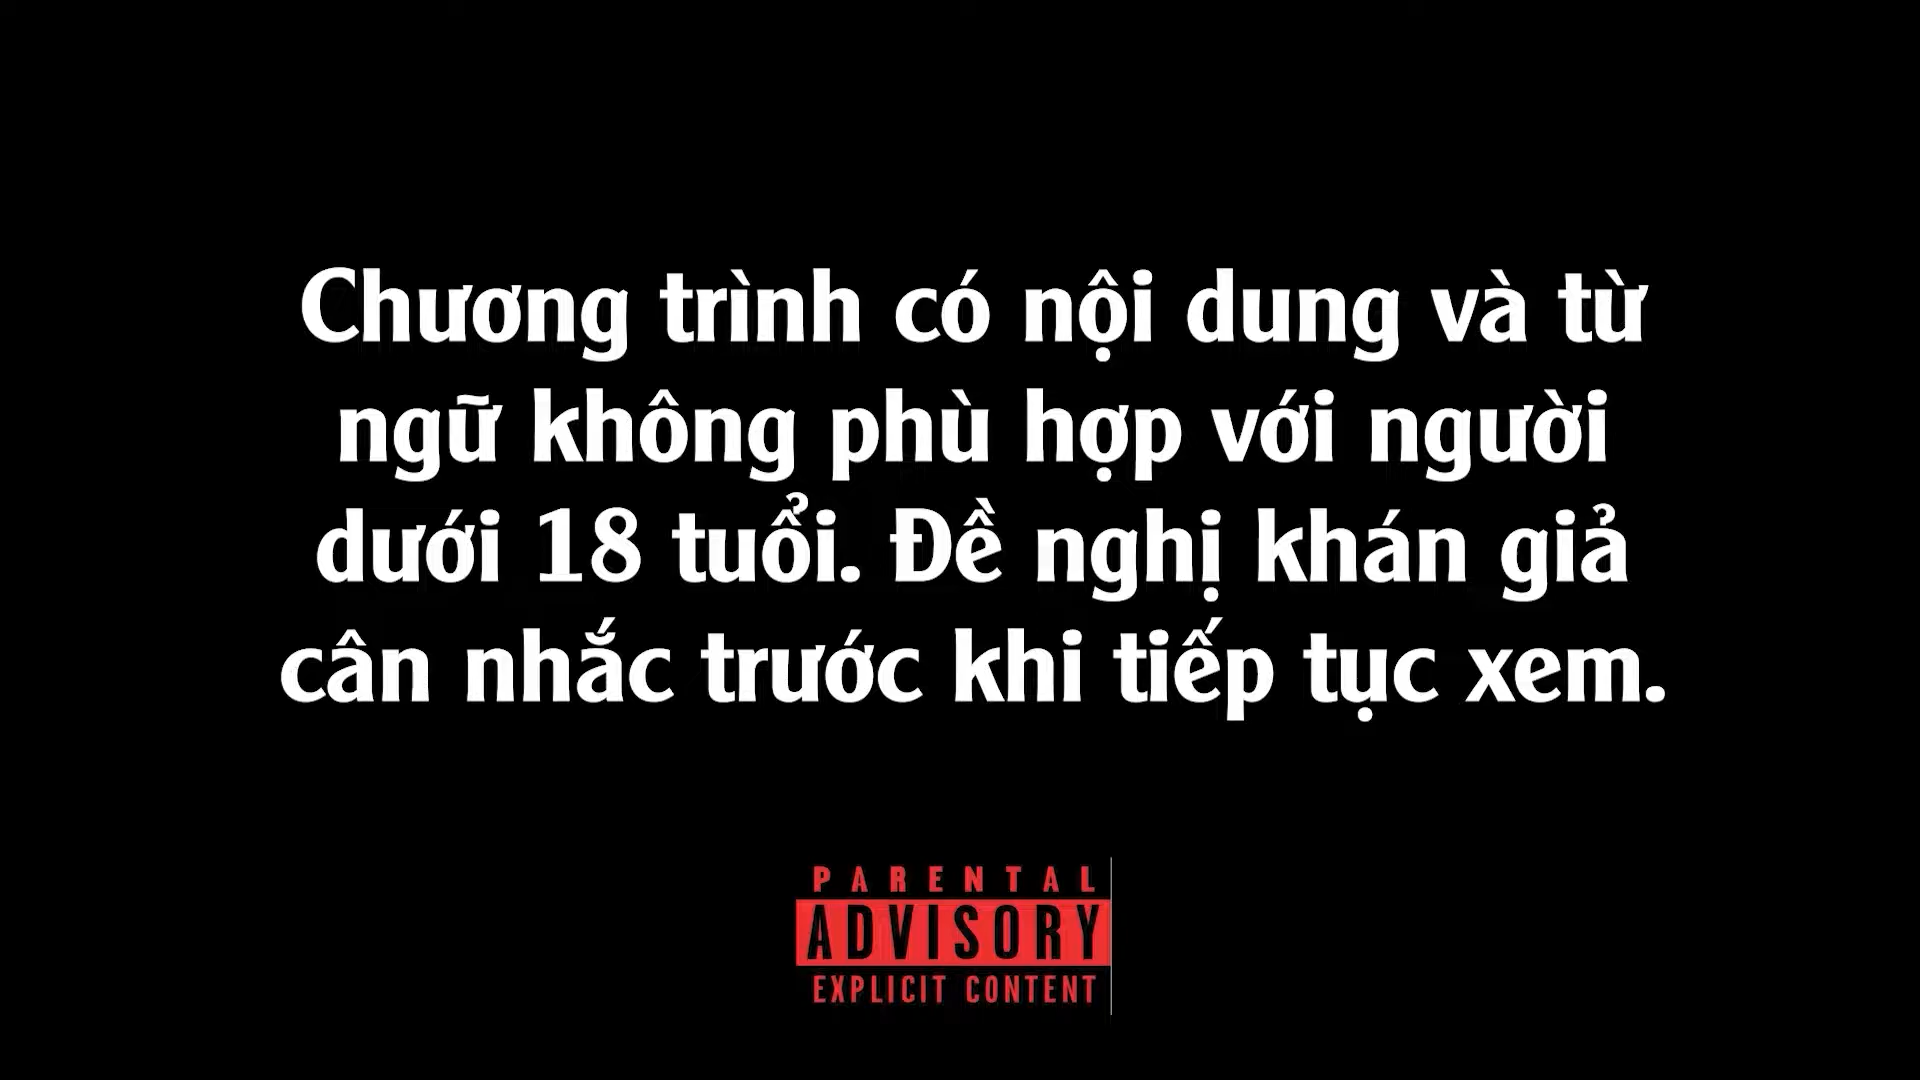 Chương trình có nội dung và từ
ngữ không phù hợp với người
dưới 18 tuổi. Đề nghị khán giả
cân nhắc trước khi tiếp tục xem.
PARENTAL
ADVISORY
EXPLICIT CONTENT